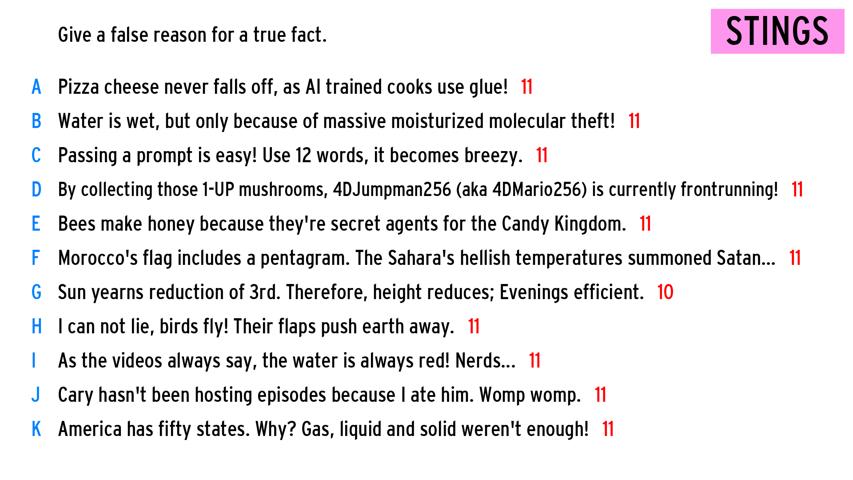 Give a false reason for a true fact.
STINGS
A Pizza cheese never falls off, as AI trained cooks use glue! 11
B Water is wet, but only because of massive moisturized molecular theft! 11
C Passing a prompt is easy! Use 12 words, it becomes breezy. 11
D By collecting those 1-UP mushrooms, 4DJumpman256 (aka 4DMario256) is currently frontrunning! 11
E Bees make honey because they're secret agents for the Candy Kingdom. 11
F Morocco's flag includes a pentagram. The Sahara's hellish temperatures summoned Satan... 11
G Sun yearns reduction of 3rd. Therefore, height reduces; Evenings efficient. 10
H I can not lie, birds fly! Their flaps push earth away. 11
I As the videos always say, the water is always red! Nerds... 11
J Cary hasn't been hosting episodes because I ate him. Womp womp. 11
K America has fifty states. Why? Gas, liquid and solid weren't enough! 11